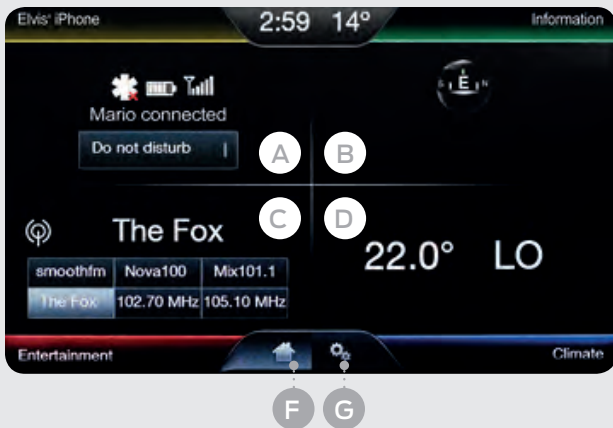 Elvis' iPhone 2:59 14° Information
E
Mario connected
Do not disturb
A B
C D
The Fox
22.0° LO
smoothfm Nova100 Mix101.1
The Fox 102.70 MHz 105.10 MHz
Entertainment Climate
F G